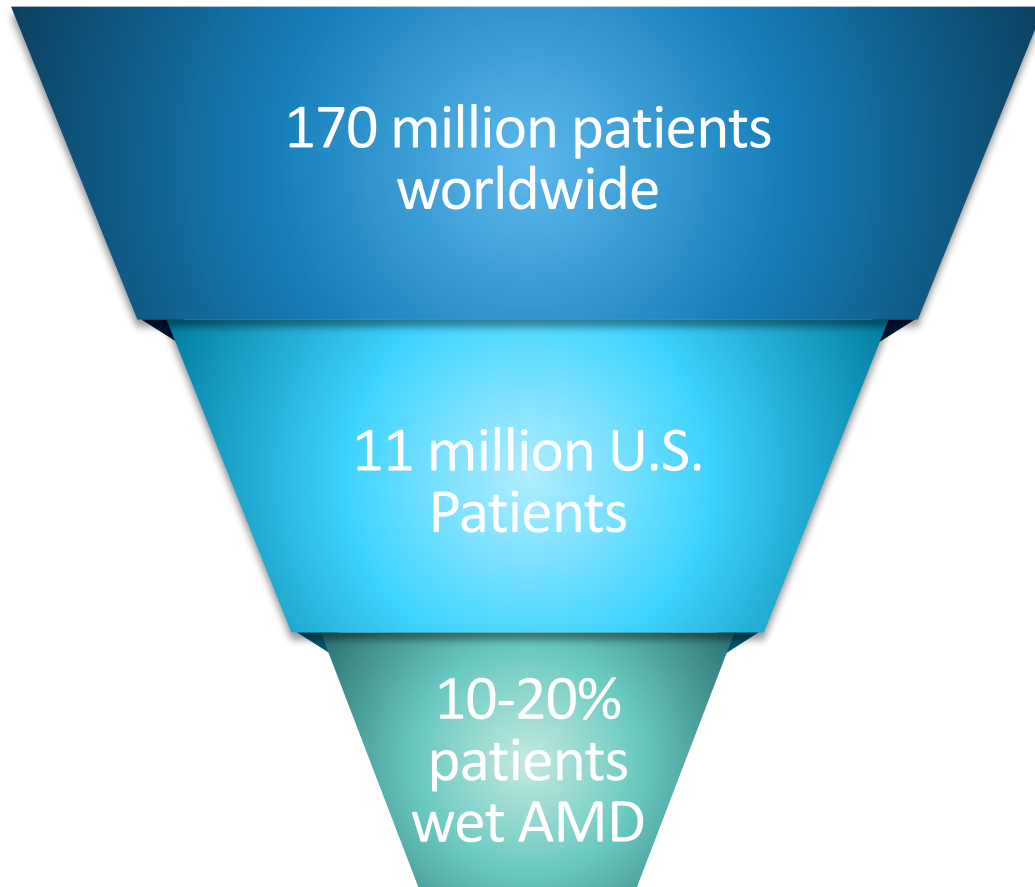 170 million patients
worldwide
11 million U.S.
Patients
10-20%
patients
wet AMD